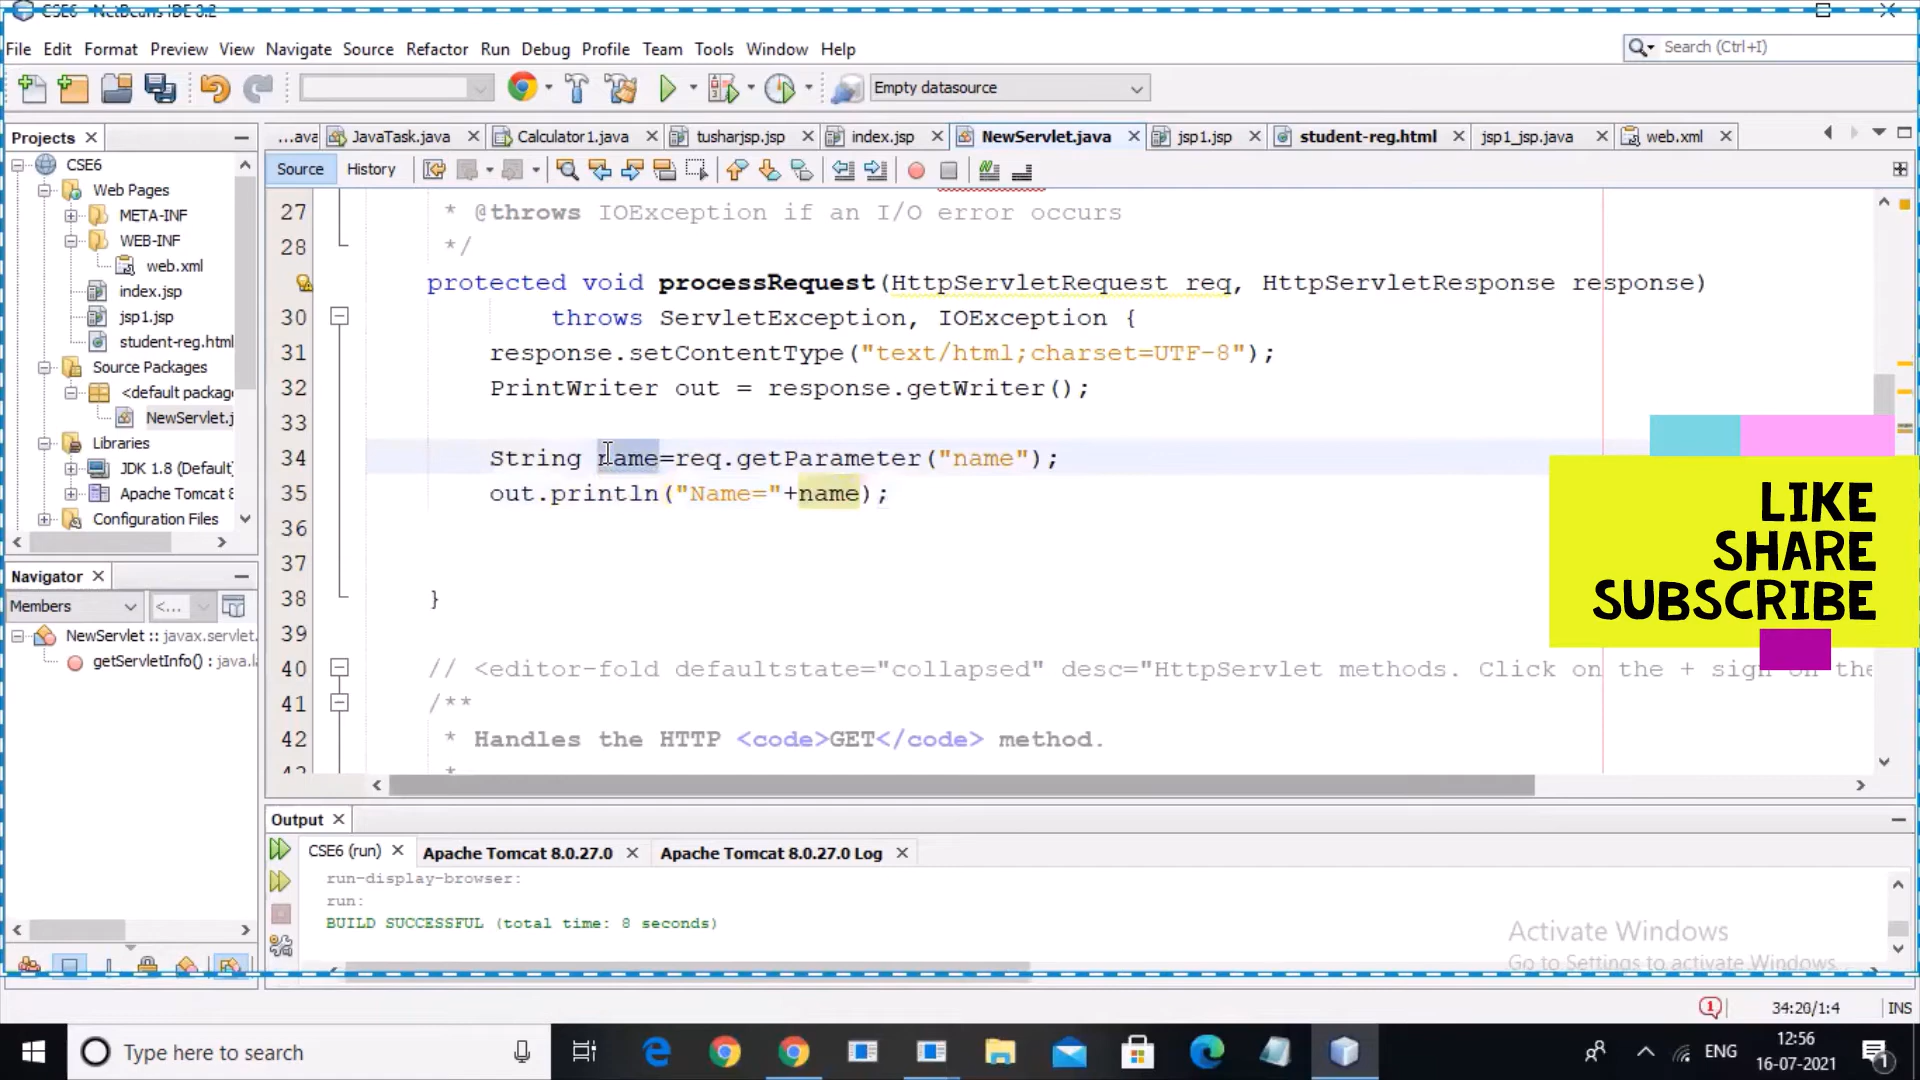 CSE6 - NetBeans IDE 8.2
File Edit Format Preview View Navigate Source Refactor Run Debug Profile Team Tools Window Help
Search (Ctrl+I)
Empty datasource
Projects
...ava JavaTask.java Calculator1.java tusharjsp.jsp index.jsp NewServlet.java jsp1.jsp student-reg.html jsp1_jsp.java web.xml
Source History
CSE6
Web Pages
META-INF
WEB-INF
web.xml
index.jsp
jsp1.jsp
student-reg.html
Source Packages
<default packag
NewServlet.j
Libraries
JDK 1.8 (Default)
Apache Tomcat 8
Configuration Files
Navigator
Members <...
NewServlet :: javax.servlet.
getServletInfo() : java.la
27 * @throws IOException if an I/O error occurs
28 */
protected void processRequest(HttpServletRequest req, HttpServletResponse response)
30 throws ServletException, IOException {
31 response.setContentType("text/html;charset=UTF-8");
32 PrintWriter out = response.getWriter();
33
34 String name=req.getParameter("name");
35 out.println("Name="+name);
36
37
38 }
39
40 // <editor-fold defaultstate="collapsed" desc="HttpServlet methods. Click on the + sign on the
41 /**
42 * Handles the HTTP <code>GET</code> method.
43 *
LIKE
SHARE
SUBSCRIBE
Output
CSE6 (run) Apache Tomcat 8.0.27.0 Apache Tomcat 8.0.27.0 Log
run-display-browser:
run:
BUILD SUCCESSFUL (total time: 8 seconds)
Activate Windows
Go to Settings to activate Windows.
1 34:20/1:4 INS
Type here to search
ENG
12:56
16-07-2021
1